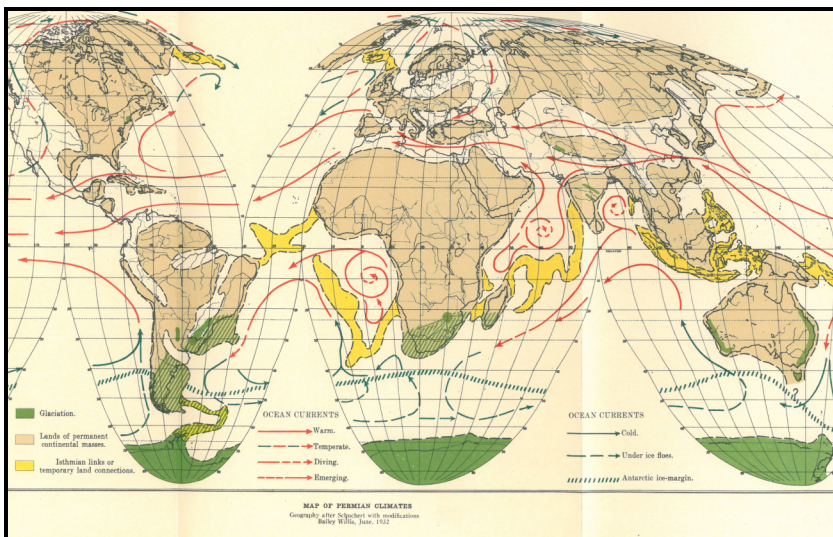 EQUATOR
Glaciation.
Lands of permanent
continental masses.
Isthmian links or
temporary land connections.
OCEAN CURRENTS
Warm.
Temperate.
Diving.
Emerging.
OCEAN CURRENTS
Cold.
Under ice floes.
Antarctic ice-margin.
MAP OF PERMIAN CLIMATES
Geography after Schuchert with modifications
Bailey Willis, June, 1932